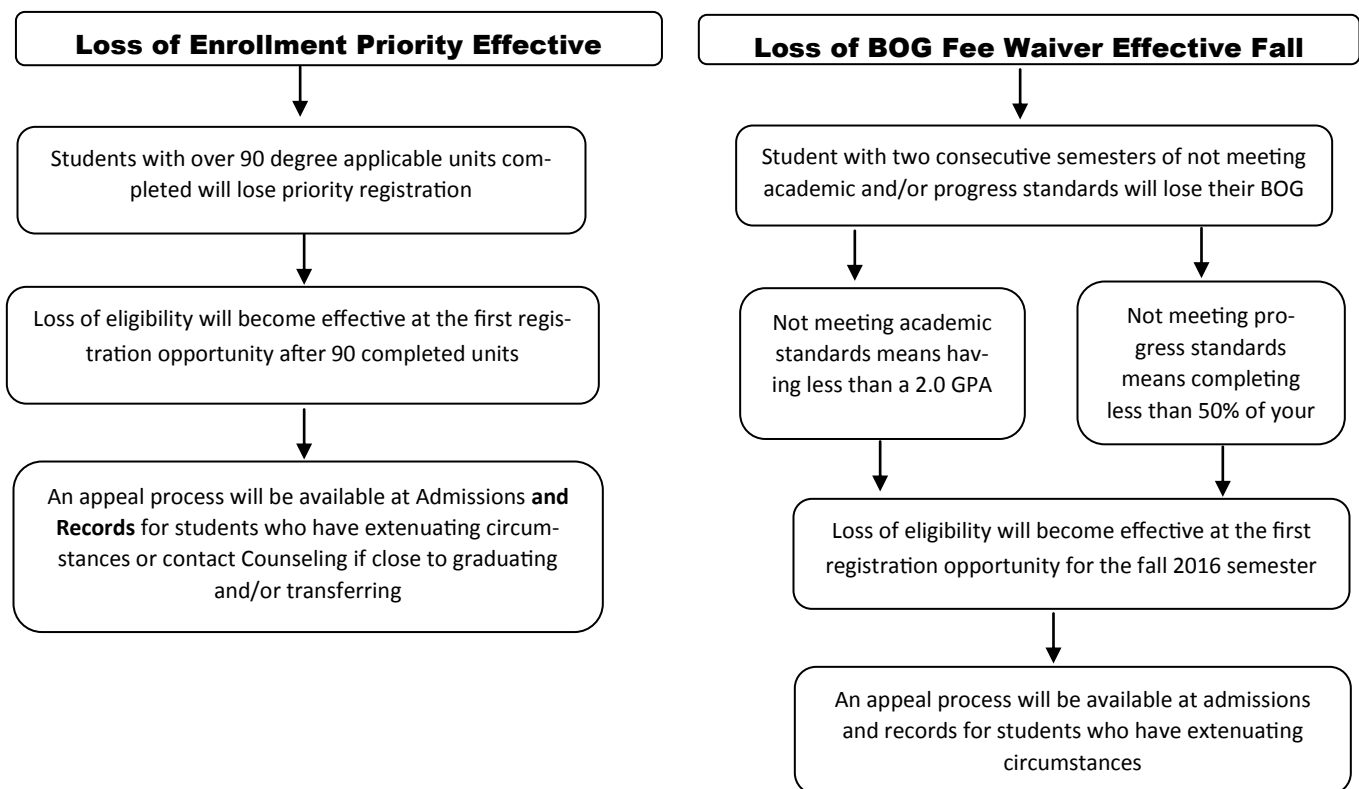 Loss of Enrollment Priority Effective
Students with over 90 degree applicable units com-
pleted will lose priority registration
Loss of eligibility will become effective at the first regis-
tration opportunity after 90 completed units
An appeal process will be available at Admissions and
Records for students who have extenuating circum-
stances or contact Counseling if close to graduating
and/or transferring
Loss of BOG Fee Waiver Effective Fall
Student with two consecutive semesters of not meeting
academic and/or progress standards will lose their BOG
Not meeting academic
standards means hav-
ing less than a 2.0 GPA
Not meeting pro-
gress standards
means completing
less than 50% of your
Loss of eligibility will become effective at the first
registration opportunity for the fall 2016 semester
An appeal process will be available at admissions
and records for students who have extenuating
circumstances